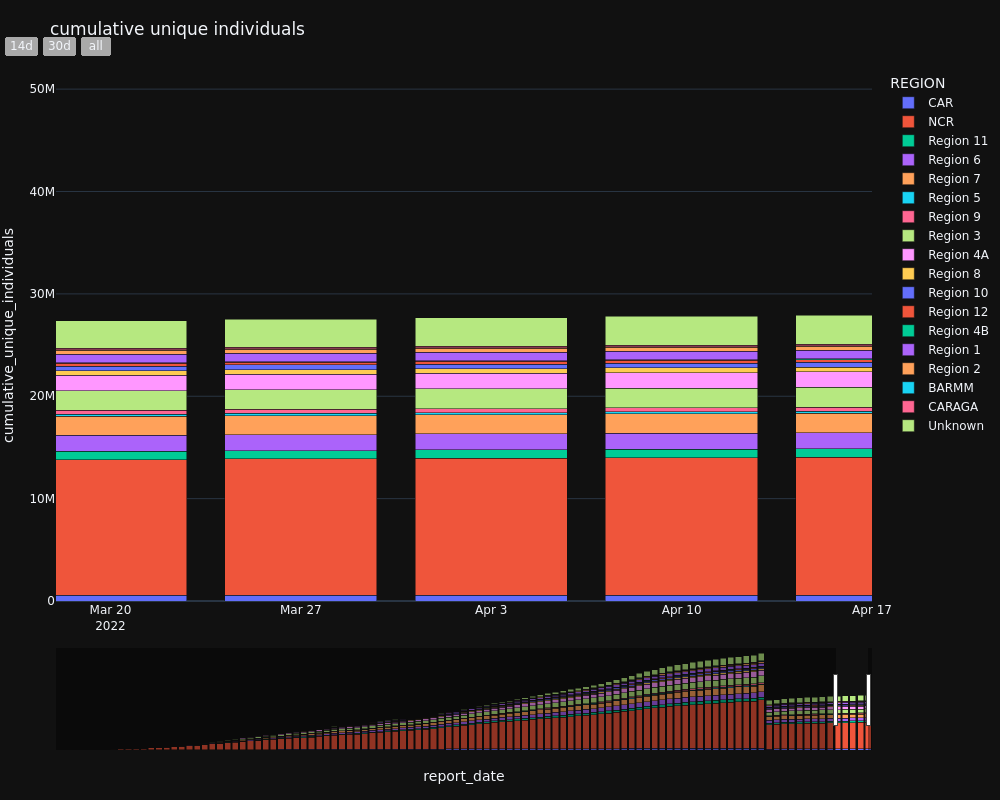 cumulative unique individuals
14d 30d all
50M
40M
30M
20M
10M
0
cumulative_unique_individuals
Mar 20 Mar 27 Apr 3 Apr 10 Apr 17
2022
report_date
REGION
CAR
NCR
Region 11
Region 6
Region 7
Region 5
Region 9
Region 3
Region 4A
Region 8
Region 10
Region 12
Region 4B
Region 1
Region 2
BARMM
CARAGA
Unknown